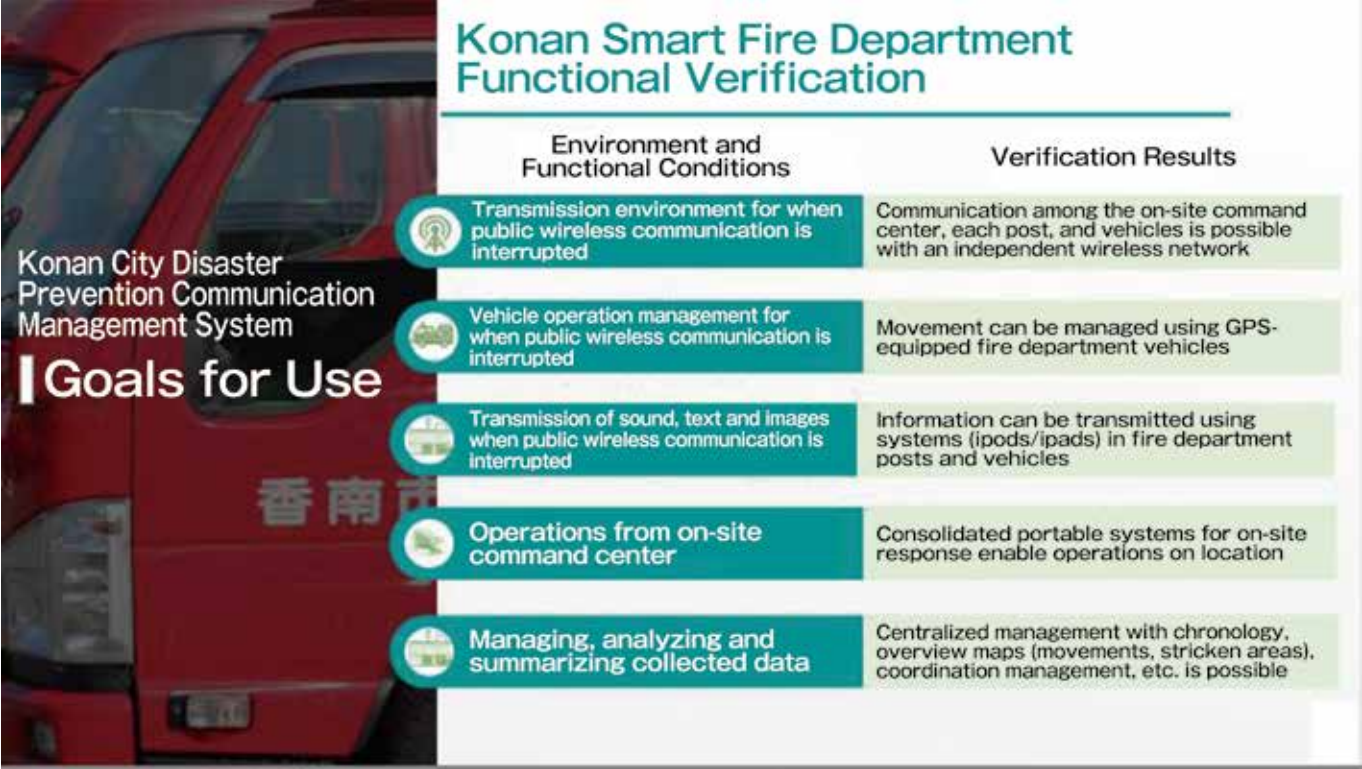 Konan Smart Fire Department
Functional Verification
Konan City Disaster
Prevention Communication
Management System
Goals for Use
香南市
Environment and
Functional Conditions
Verification Results
Transmission environment for when
public wireless communication is
interrupted
Communication among the on-site command
center, each post, and vehicles is possible
with an independent wireless network
Vehicle operation management for
when public wireless communication is
interrupted
Movement can be managed using GPS-
equipped fire department vehicles
Transmission of sound, text and images
when public wireless communication is
interrupted
Information can be transmitted using
systems (ipods/ipads) in fire department
posts and vehicles
Operations from on-site
command center
Consolidated portable systems for on-site
response enable operations on location
Managing, analyzing and
summarizing collected data
Centralized management with chronology,
overview maps (movements, stricken areas),
coordination management, etc. is possible